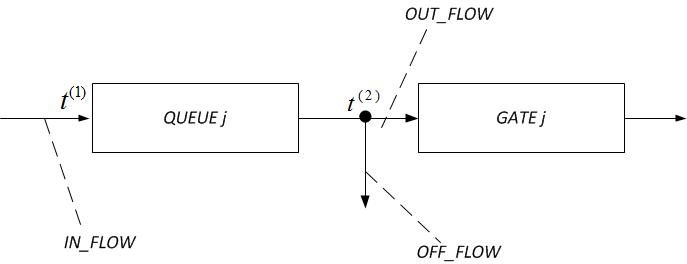 OUT_FLOW
t^(1)
QUEUE j
t^(2)
GATE j
IN_FLOW
OFF_FLOW